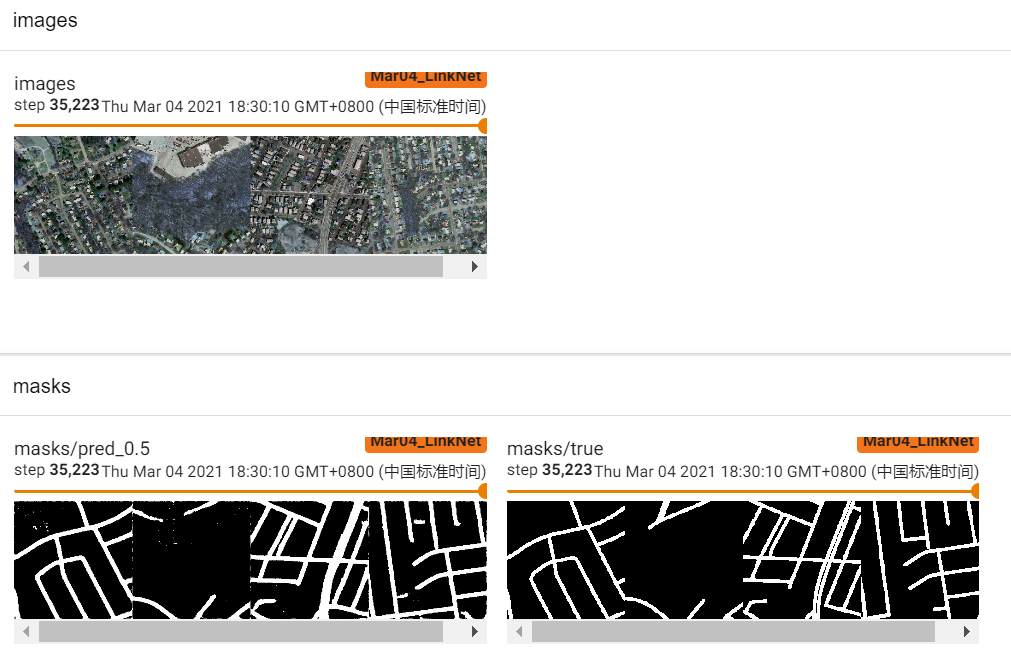 images
images
Mar04_LinkNet
step 35,223 Thu Mar 04 2021 18:30:10 GMT+0800 (中国标准时间)
masks
masks/pred_0.5
Mar04_LinkNet
step 35,223 Thu Mar 04 2021 18:30:10 GMT+0800 (中国标准时间)
masks/true
Mar04_LinkNet
step 35,223 Thu Mar 04 2021 18:30:10 GMT+0800 (中国标准时间)